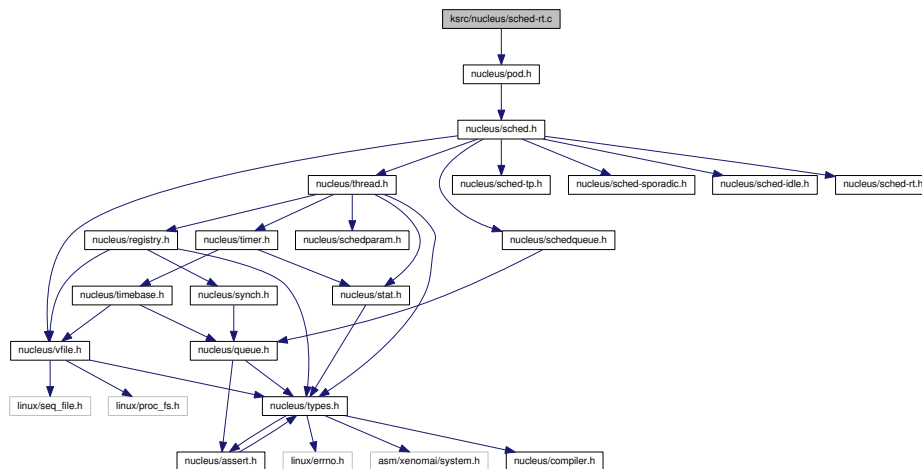 ksrc/nucleus/sched-rt.c
nucleus/pod.h
nucleus/sched.h
nucleus/thread.h
nucleus/sched-tp.h
nucleus/sched-sporadic.h
nucleus/sched-idle.h
nucleus/sched-rt.h
nucleus/registry.h
nucleus/timer.h
nucleus/schedparam.h
nucleus/schedqueue.h
nucleus/timebase.h
nucleus/synch.h
nucleus/stat.h
nucleus/vfile.h
nucleus/queue.h
linux/seq_file.h
linux/proc_fs.h
nucleus/types.h
nucleus/assert.h
linux/errno.h
asm/xenomai/system.h
nucleus/compiler.h